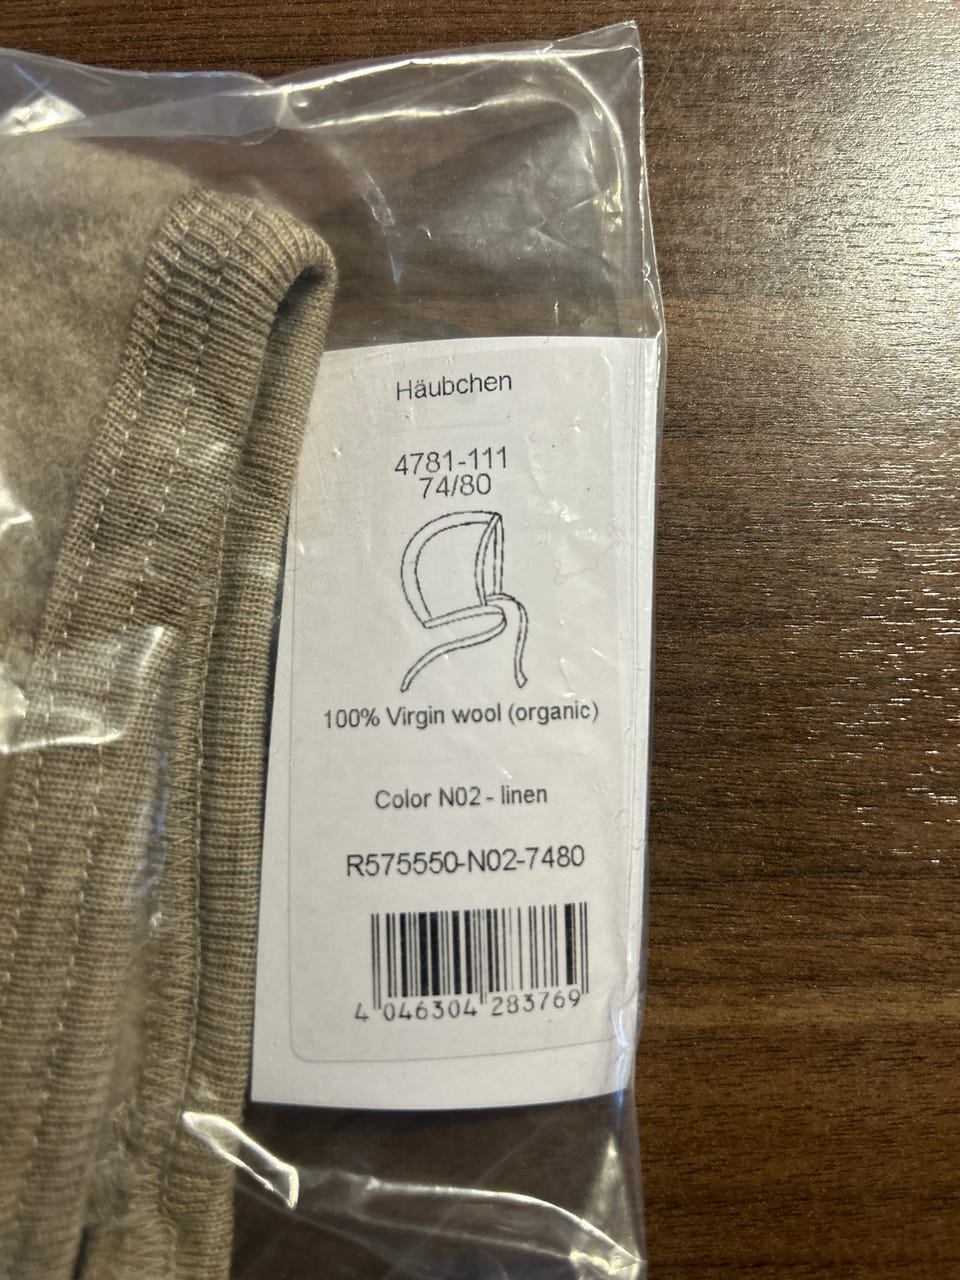 Häubchen
4781-111
74/80
100% Virgin wool (organic)
Color N02 - linen
R575550-N02-7480
4 046304 283769